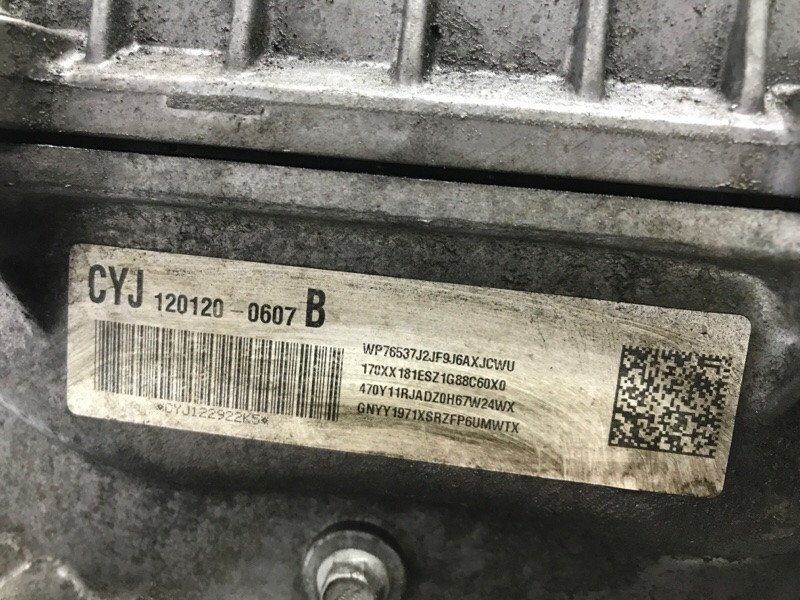 CYJ 120120 - 0607 B
WP76537J2JF9J6AXJCWU
170XX181ESZ1G88C60X0
470Y11RJADZ0H67W24WX
GNYY1971XSRZFP6UMWTX
*CYJ122922K5*